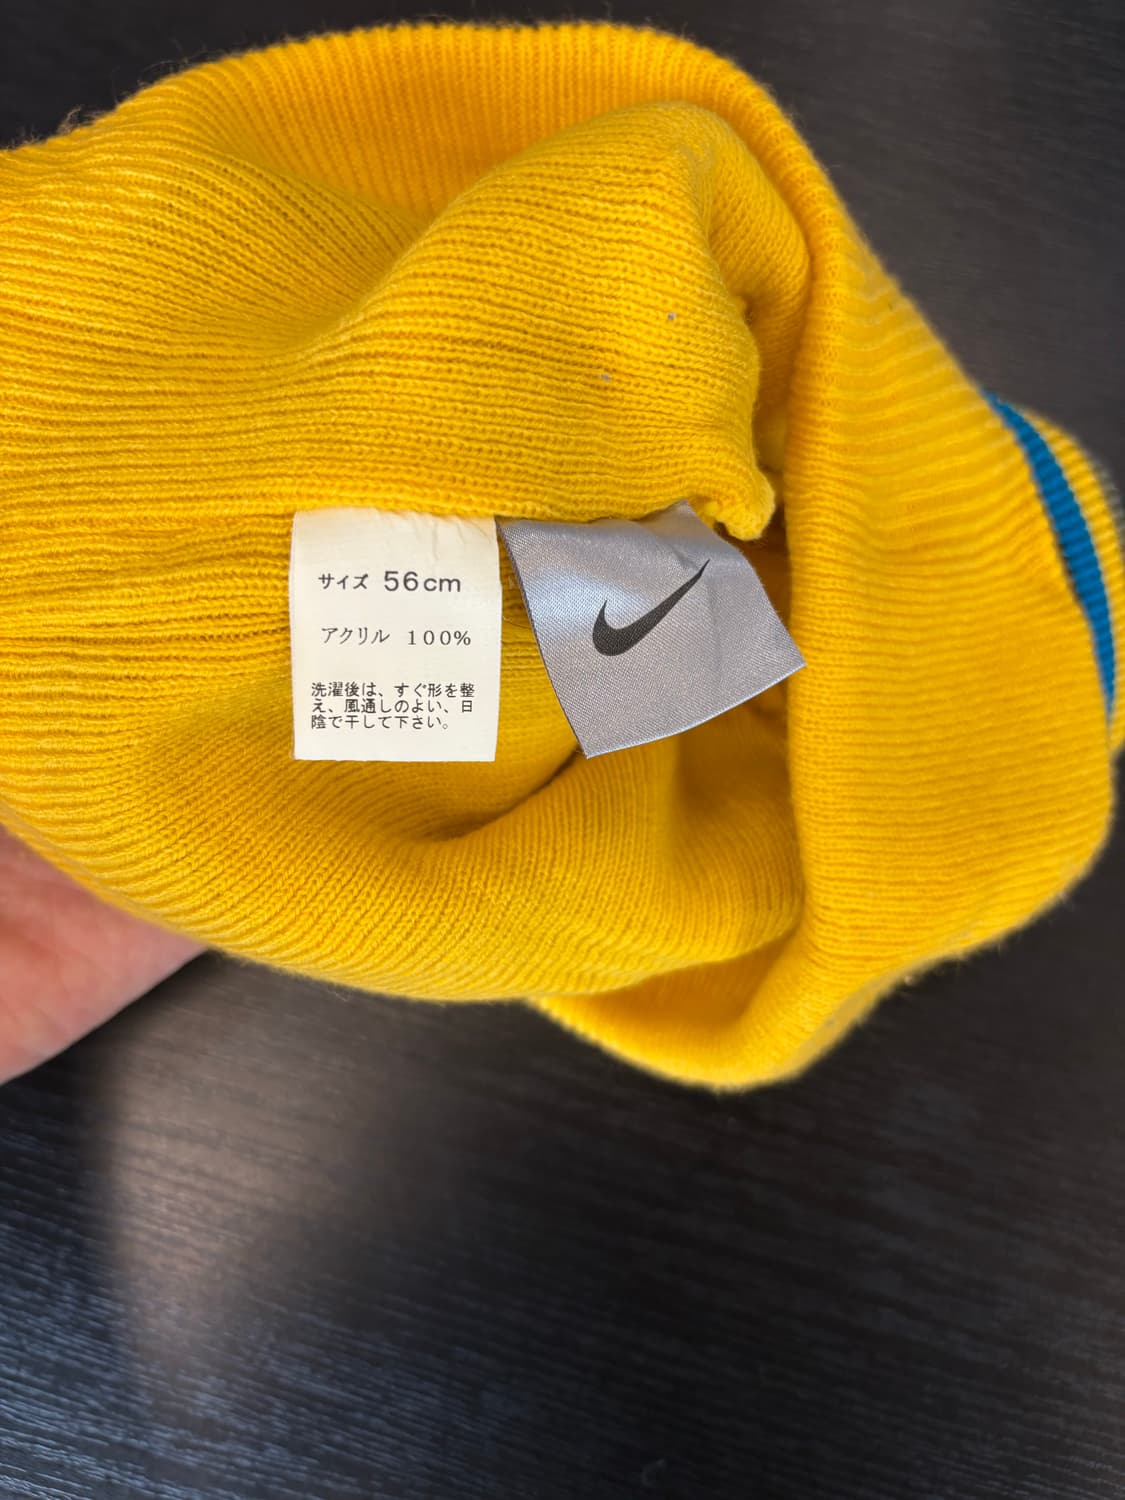 サイズ 56cm
アクリル 100%
洗濯後は、すぐ形を整
え、風通しのよい、日
陰で干して下さい。